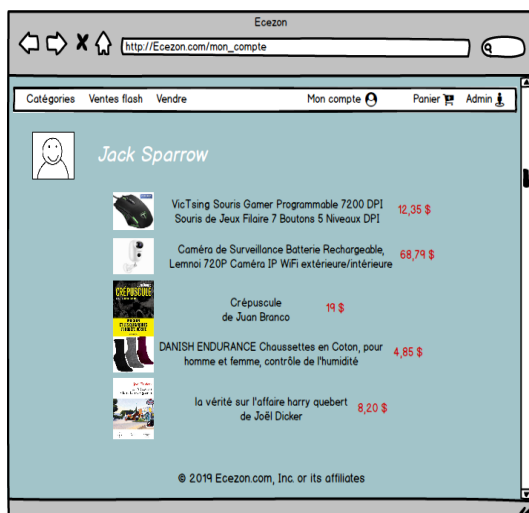 Ecezon
http://Ecezon.com/mon_compte
Catégories Ventes flash Vendre Mon compte Panier Admin
Jack Sparrow
VicTsing Souris Gamer Programmable 7200 DPI
Souris de Jeux Filaire 7 Boutons 5 Niveaux DPI
12,35 $
Caméra de Surveillance Batterie Rechargeable,
Lemnoi 720P Caméra IP WiFi extérieure/intérieure
68,79 $
CRÉPUSCULE
Crépuscule
de Juan Branco
19 $
DANISH ENDURANCE Chaussettes en Coton, pour
homme et femme, contrôle de l'humidité
4,85 $
la vérité sur l'affaire harry quebert
de Joël Dicker
8,20 $
© 2019 Ecezon.com, Inc. or its affiliates